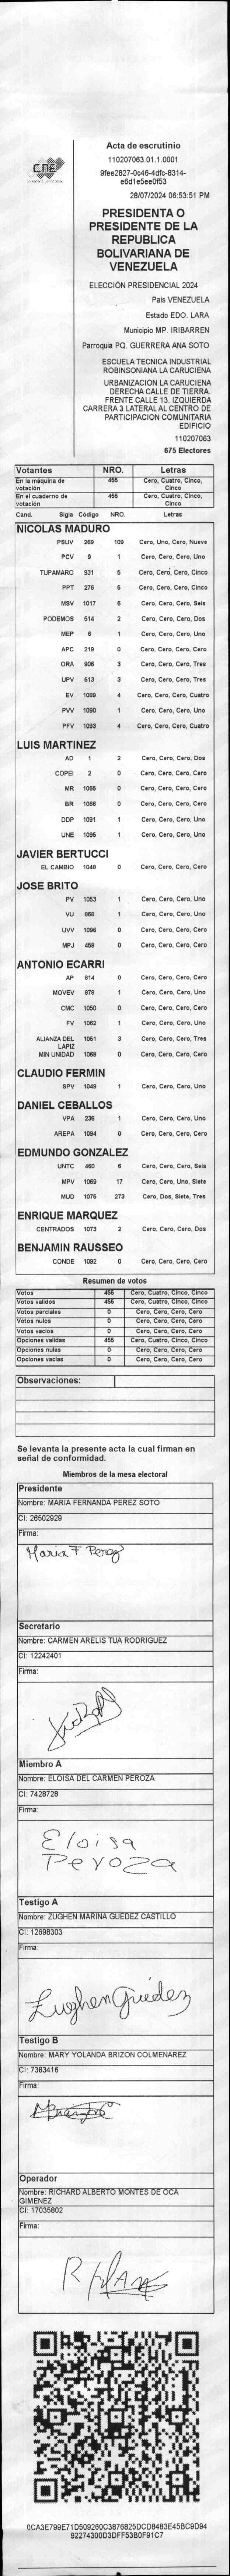 CNE
Acta de escrutinio
110207063.01.1.0001
9fee2827-0c46-4dfc-8314-
e6d1e5ee0f53
28/07/2024 06:53:51 PM
PRESIDENTA O
PRESIDENTE DE LA
REPUBLICA
BOLIVARIANA DE
VENEZUELA
ELECCIÓN PRESIDENCIAL 2024
Pais VENEZUELA
Estado EDO. LARA
Municipio MP. IRIBARREN
Parroquia PQ. GUERRERA ANA SOTO
ESCUELA TECNICA INDUSTRIAL
ROBINSONIANA LA CARUCIENA
URBANIZACION LA CARUCIENA
DERECHA CALLE DE TIERRA.
FRENTE CALLE 13. IZQUIERDA
CARRERA 3 LATERAL AL CENTRO DE
PARTICIPACION COMUNITARIA
EDIFICIO
110207063
675 Electores
Votantes NRO. Letras
En la máquina de votación 455 Cero, Cuatro, Cinco, Cinco
En el cuaderno de votación 455 Cero, Cuatro, Cinco, Cinco
Cand. Sigla Código NRO. Letras
NICOLAS MADURO
PSUV 269 109 Cero, Uno, Cero, Nueve
PCV 9 1 Cero, Cero, Cero, Uno
TUPAMARO 931 5 Cero, Cero, Cero, Cinco
PPT 276 5 Cero, Cero, Cero, Cinco
MSV 1017 6 Cero, Cero, Cero, Seis
PODEMOS 514 2 Cero, Cero, Cero, Dos
MEP 6 1 Cero, Cero, Cero, Uno
APC 219 0 Cero, Cero, Cero, Cero
ORA 906 3 Cero, Cero, Cero, Tres
UPV 513 3 Cero, Cero, Cero, Tres
EV 1089 4 Cero, Cero, Cero, Cuatro
PVV 1090 1 Cero, Cero, Cero, Uno
PFV 1093 4 Cero, Cero, Cero, Cuatro
LUIS MARTINEZ
AD 1 2 Cero, Cero, Cero, Dos
COPEI 2 0 Cero, Cero, Cero, Cero
MR 1065 0 Cero, Cero, Cero, Cero
BR 1066 0 Cero, Cero, Cero, Cero
DDP 1091 1 Cero, Cero, Cero, Uno
UNE 1095 1 Cero, Cero, Cero, Uno
JAVIER BERTUCCI
EL CAMBIO 1048 0 Cero, Cero, Cero, Cero
JOSE BRITO
PV 1053 1 Cero, Cero, Cero, Uno
VU 968 1 Cero, Cero, Cero, Uno
UVV 1096 0 Cero, Cero, Cero, Cero
MPJ 458 0 Cero, Cero, Cero, Cero
ANTONIO ECARRI
AP 814 0 Cero, Cero, Cero, Cero
MOVEV 879 1 Cero, Cero, Cero, Uno
CMC 1050 0 Cero, Cero, Cero, Cero
FV 1062 1 Cero, Cero, Cero, Uno
ALIANZA DEL LAPIZ 1051 3 Cero, Cero, Cero, Tres
MIN UNIDAD 1068 0 Cero, Cero, Cero, Cero
CLAUDIO FERMIN
SPV 1049 1 Cero, Cero, Cero, Uno
DANIEL CEBALLOS
VPA 236 1 Cero, Cero, Cero, Uno
AREPA 1094 0 Cero, Cero, Cero, Cero
EDMUNDO GONZALEZ
UNTC 460 6 Cero, Cero, Cero, Seis
MPV 1069 17 Cero, Cero, Uno, Siete
MUD 1075 273 Cero, Dos, Siete, Tres
ENRIQUE MARQUEZ
CENTRADOS 1073 2 Cero, Cero, Cero, Dos
BENJAMIN RAUSSEO
CONDE 1092 0 Cero, Cero, Cero, Cero
Resumen de votos
Votos 455 Cero, Cuatro, Cinco, Cinco
Votos validos 455 Cero, Cuatro, Cinco, Cinco
Votos parciales 0 Cero, Cero, Cero, Cero
Votos nulos 0 Cero, Cero, Cero, Cero
Votos vacios 0 Cero, Cero, Cero, Cero
Opciones validas 455 Cero, Cuatro, Cinco, Cinco
Opciones nulas 0 Cero, Cero, Cero, Cero
Opciones vacias 0 Cero, Cero, Cero, Cero
Observaciones:
Se levanta la presente acta la cual firman en
señal de conformidad.
Miembros de la mesa electoral
Presidente
Nombre: MARIA FERNANDA PEREZ SOTO
CI: 26502929
Firma:
Maria F Perez
Secretario
Nombre: CARMEN ARELIS TUA RODRIGUEZ
CI: 12242401
Firma:
Miembro A
Nombre: ELOISA DEL CARMEN PEROZA
CI: 7428728
Firma:
Eloisa
Peroza
Testigo A
Nombre: ZUGHEN MARINA GUEDEZ CASTILLO
CI: 12698303
Firma:
Zughen Guedez
Testigo B
Nombre: MARY YOLANDA BRIZON COLMENAREZ
CI: 7383416
Firma:
Operador
Nombre: RICHARD ALBERTO MONTES DE OCA
GIMENEZ
CI: 17035802
Firma:
0CA3E799E71D509260C3876825DCD8483E45BC9D94
92274300D3DFF53B0F91C7